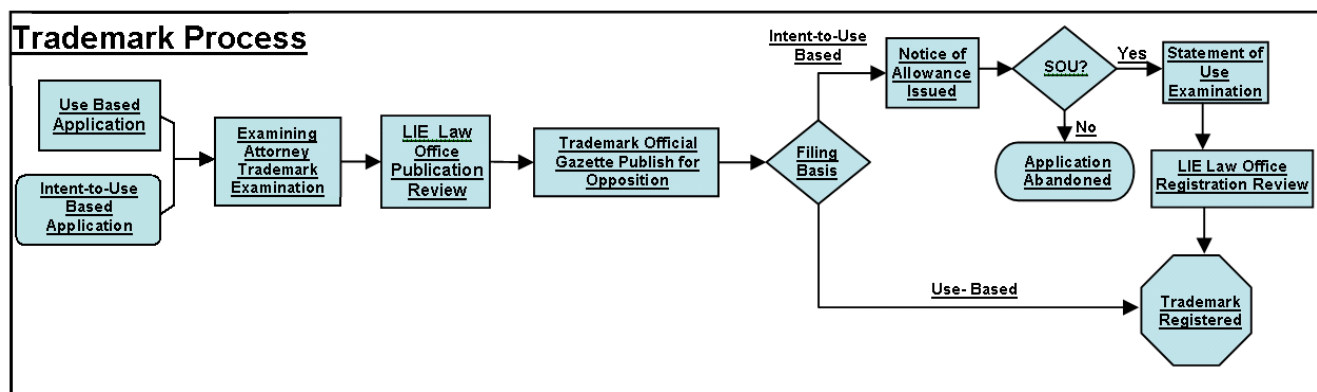 Trademark Process
Use Based
Application
Intent-to-Use
Based
Application
Examining
Attorney
Trademark
Examination
LIE Law
Office
Publication
Review
Trademark Official
Gazette Publish for
Opposition
Filing
Basis
Intent-to-Use
Based
Notice of
Allowance
Issued
SOU?
Yes
No
Application
Abandoned
Statement of
Use
Examination
LIE Law Office
Registration Review
Use- Based
Trademark
Registered